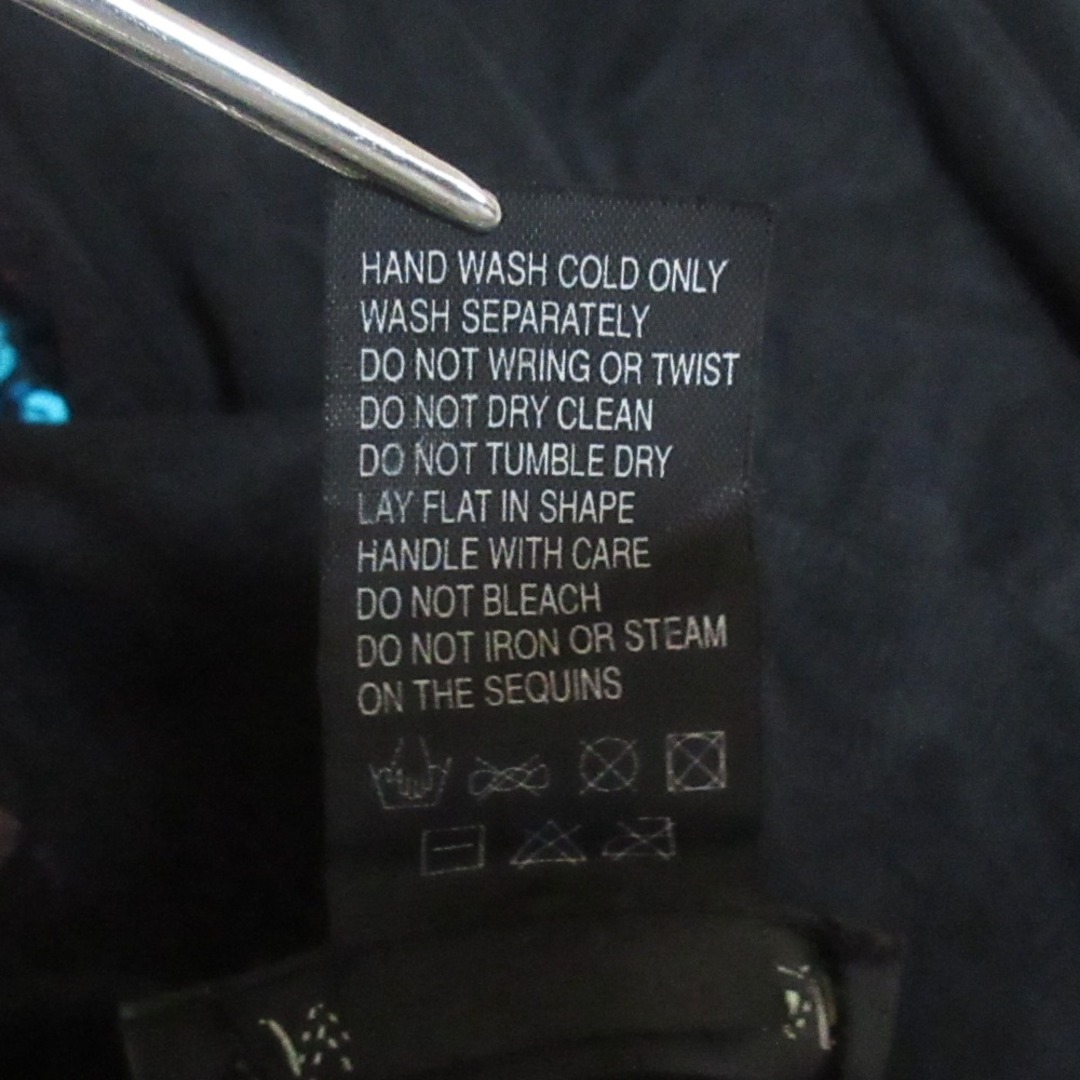 HAND WASH COLD ONLY
WASH SEPARATELY
DO NOT WRING OR TWIST
DO NOT DRY CLEAN
DO NOT TUMBLE DRY
LAY FLAT IN SHAPE
HANDLE WITH CARE
DO NOT BLEACH
DO NOT IRON OR STEAM
ON THE SEQUINS